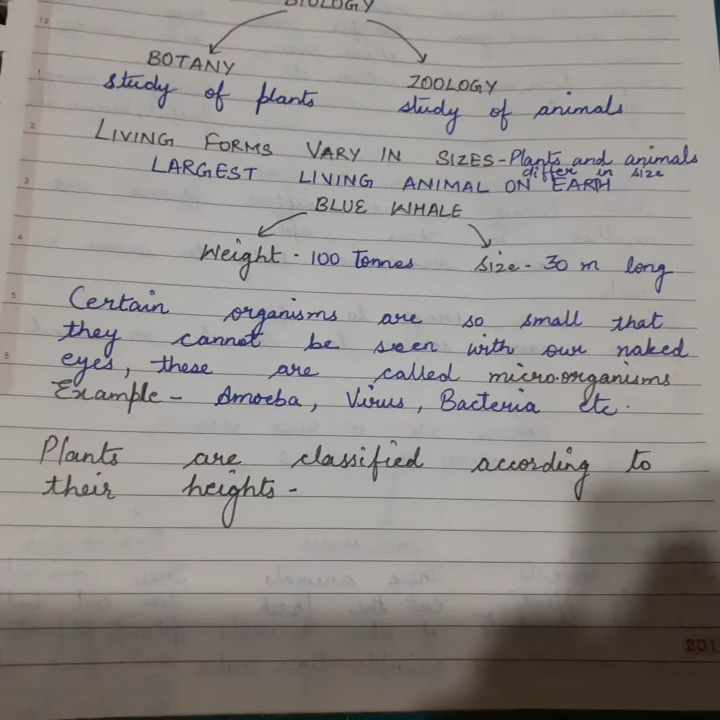 BIOLOGY
BOTANY ZOOLOGY
study of plants study of animals
LIVING FORMS VARY IN SIZES-Plants and animals
differ in size
LARGEST LIVING ANIMAL ON EARTH
BLUE WHALE
Weight - 100 Tonnes Size - 30 m long
Certain organisms are so small that
they cannot be seen with our naked
eyes, these are called micro.organisms
Example - Amoeba, Virus, Bacteria etc.
Plants are classified according to
their heights -
201